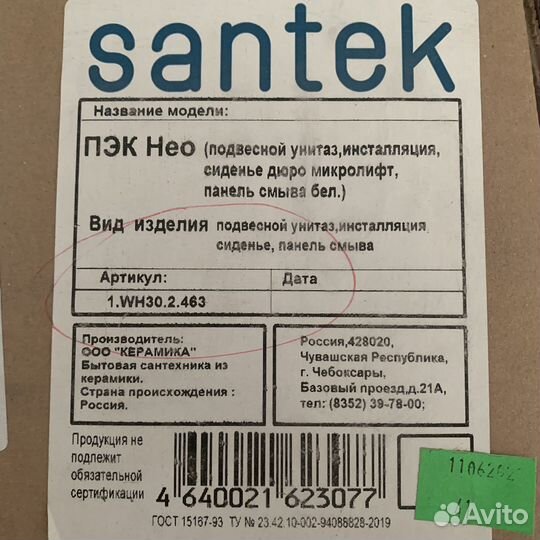 santek
Название модели:
ПЭК Нео (подвесной унитаз,инсталляция,
сиденье дюро микролифт,
панель смыва бел.)
Вид изделия подвесной унитаз,инсталляция
сиденье, панель смыва
Артикул: Дата
1.WH30.2.463
Производитель:
ООО "КЕРАМИКА"
Бытовая сантехника из
керамики.
Страна происхождения :
Россия.
Россия,428020,
Чувашская Республика,
г. Чебоксары,
Базовый проезд,д.21А,
тел: (8352) 39-78-00;
Продукция не
подлежит
обязательной
сертификации
4 640021 623077
ГОСТ 15167-93 ТУ № 23.42.10-002-94088828-2019
Avito